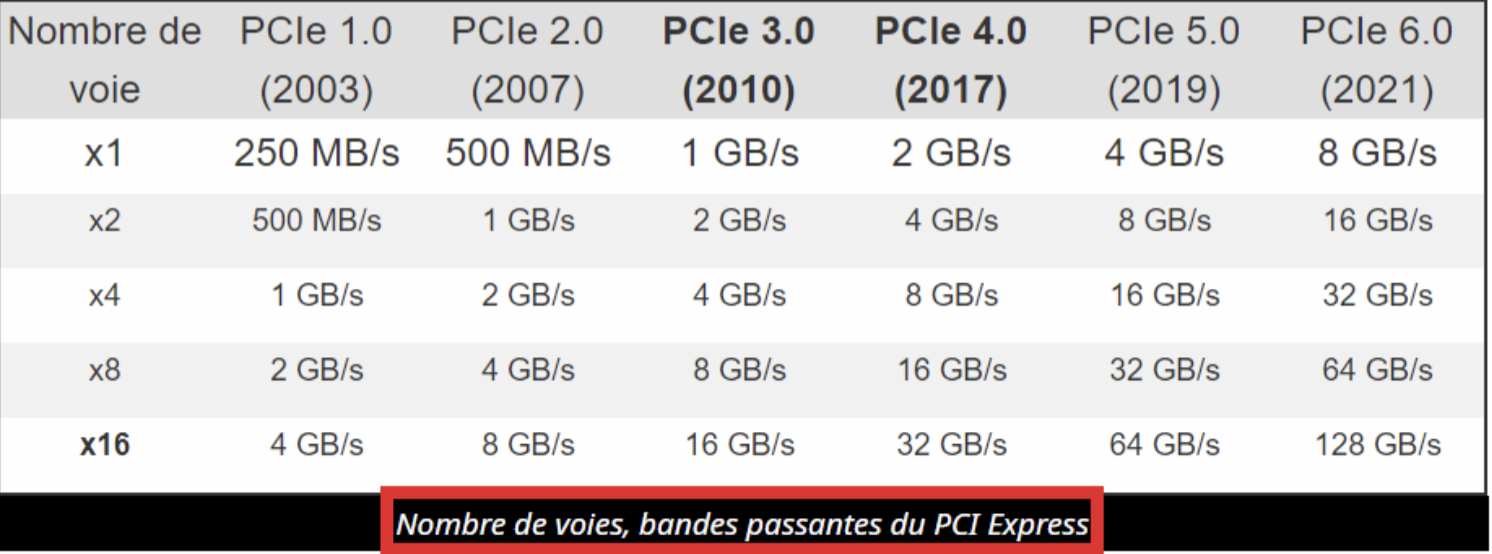 Nombre de voie PCIe 1.0 (2003) PCIe 2.0 (2007) PCIe 3.0 (2010) PCIe 4.0 (2017) PCIe 5.0 (2019) PCIe 6.0 (2021)
x1 250 MB/s 500 MB/s 1 GB/s 2 GB/s 4 GB/s 8 GB/s
x2 500 MB/s 1 GB/s 2 GB/s 4 GB/s 8 GB/s 16 GB/s
x4 1 GB/s 2 GB/s 4 GB/s 8 GB/s 16 GB/s 32 GB/s
x8 2 GB/s 4 GB/s 8 GB/s 16 GB/s 32 GB/s 64 GB/s
x16 4 GB/s 8 GB/s 16 GB/s 32 GB/s 64 GB/s 128 GB/s
Nombre de voies, bandes passantes du PCI Express